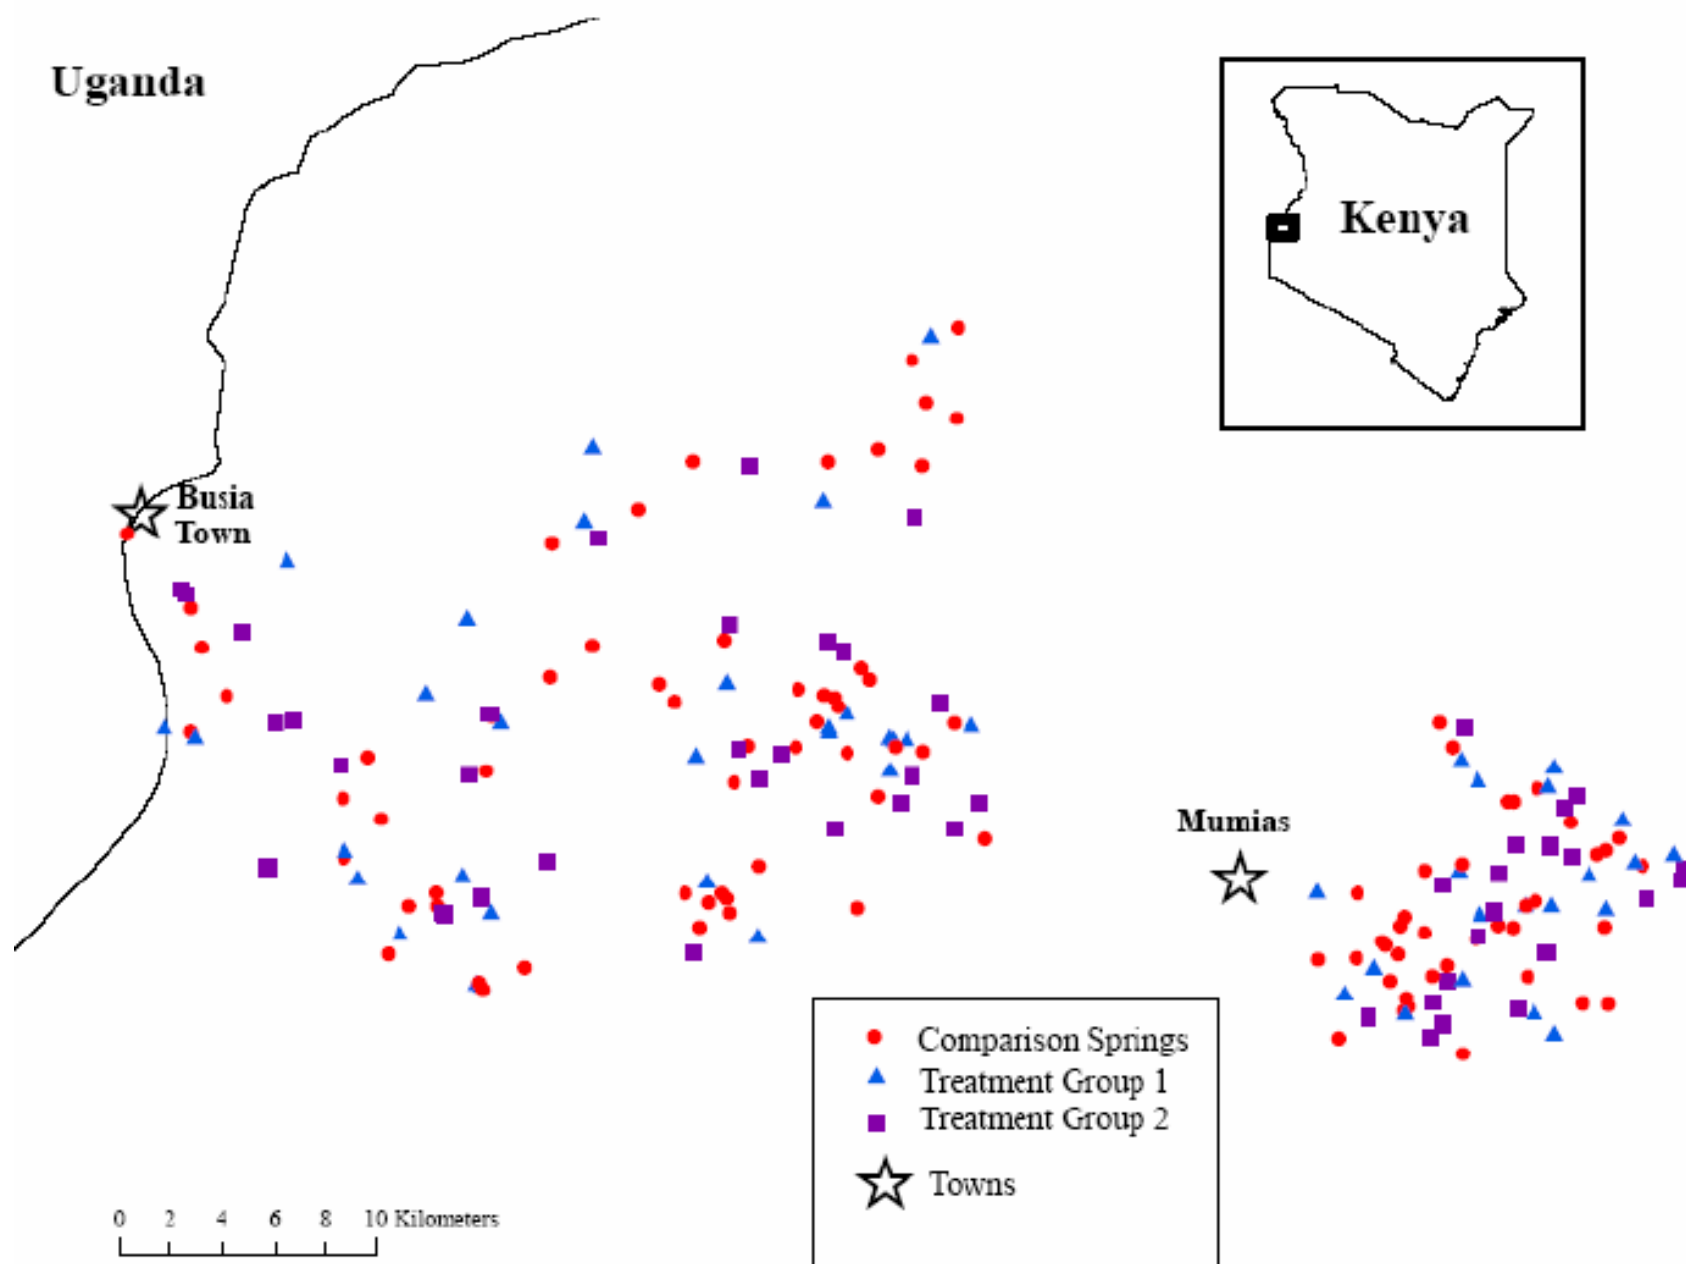 Uganda
Kenya
Busia
Town
Mumias
Comparison Springs
Treatment Group 1
Treatment Group 2
Towns
0 2 4 6 8 10 Kilometers